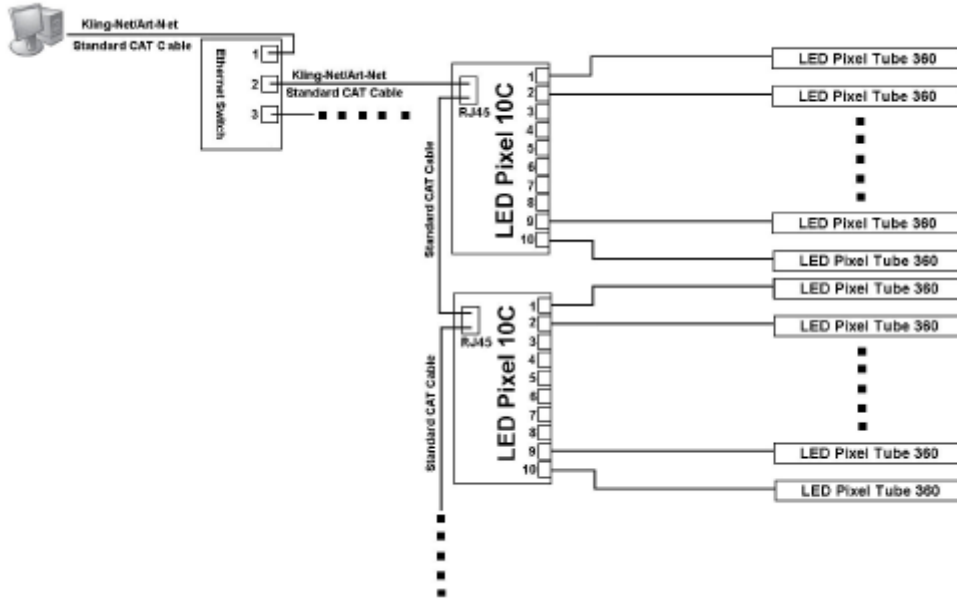 Kling-Net/Art-Net
Standard CAT Cable
Ethernet Switch
1
2
3
Kling-Net/Art-Net
Standard CAT Cable
RJ45
LED Pixel 10C
1
2
3
4
5
6
7
8
9
10
LED Pixel Tube 360
LED Pixel Tube 360
LED Pixel Tube 360
LED Pixel Tube 360
Standard CAT Cable
RJ45
LED Pixel 10C
1
2
3
4
5
6
7
8
9
10
LED Pixel Tube 360
LED Pixel Tube 360
LED Pixel Tube 360
LED Pixel Tube 360
Standard CAT Cable